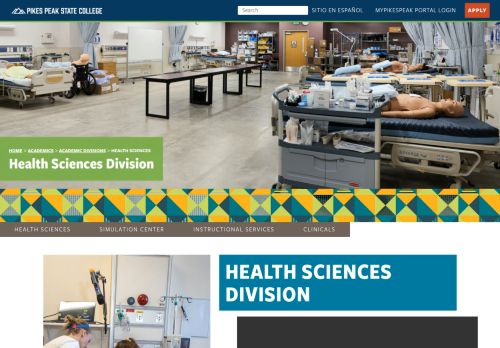 PIKES PEAK STATE COLLEGE
Search
SITIO EN ESPAÑOL
MYPIKESPEAK PORTAL LOGIN
APPLY
HOME > ACADEMICS > ACADEMIC DIVISIONS > HEALTH SCIENCES
Health Sciences Division
HEALTH SCIENCES
SIMULATION CENTER
INSTRUCTIONAL SERVICES
CLINICALS
HEALTH SCIENCES
DIVISION